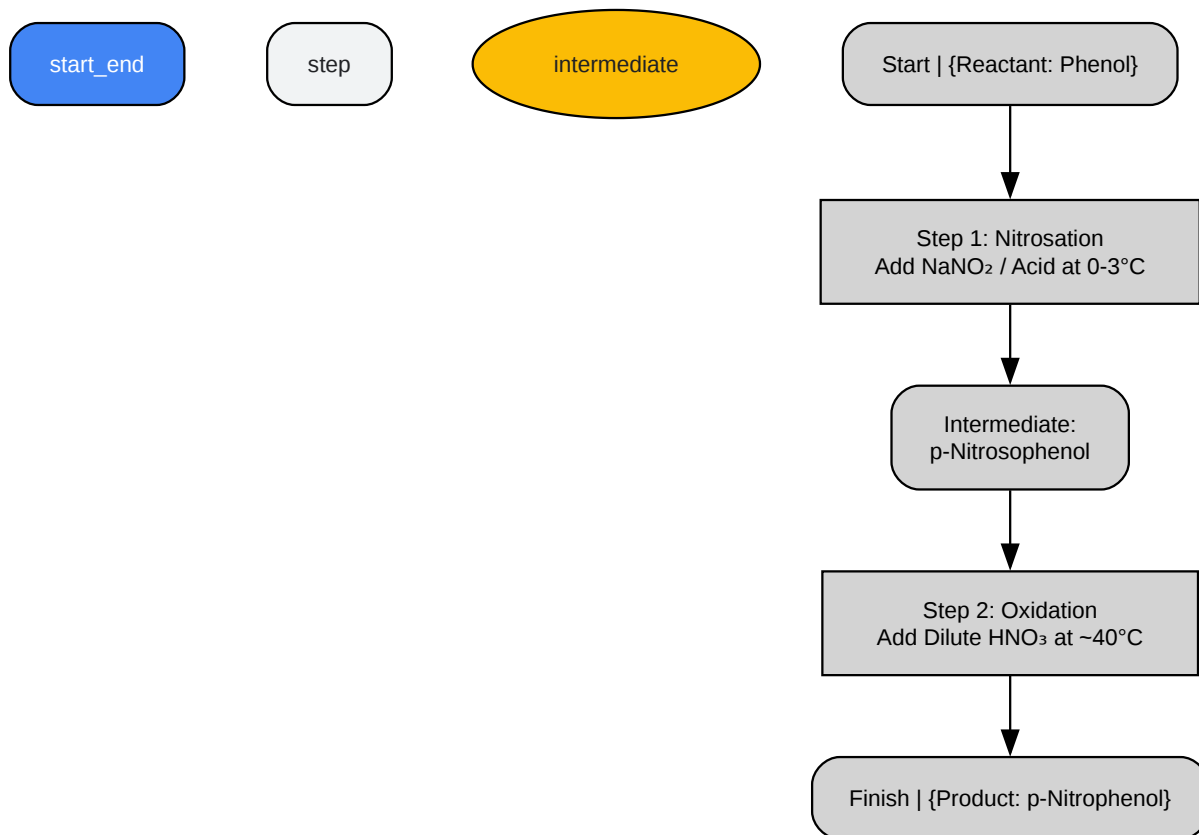 start_end
step
intermediate
Start | {Reactant: Phenol}
Step 1: Nitrosation
Add NaNO₂ / Acid at 0-3°C
Intermediate:
p-Nitrosophenol
Step 2: Oxidation
Add Dilute HNO₃ at ~40°C
Finish | {Product: p-Nitrophenol}